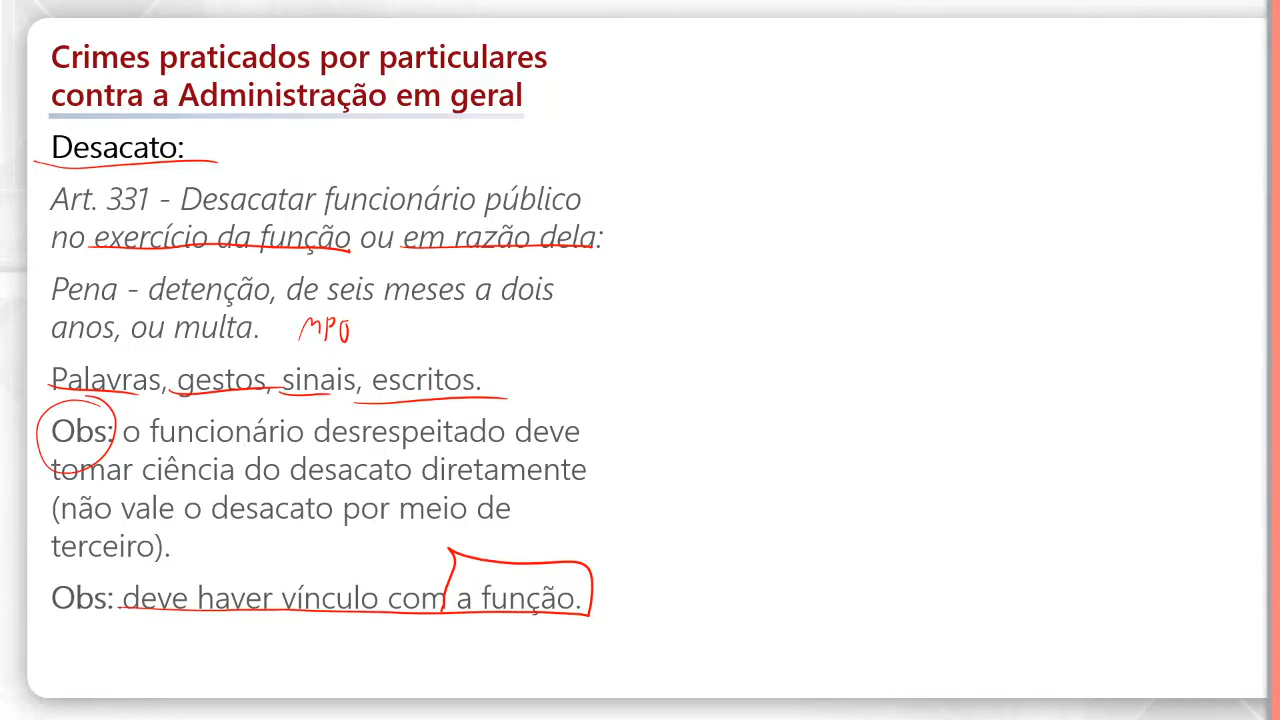 Crimes praticados por particulares
contra a Administração em geral
Desacato:
Art. 331 - Desacatar funcionário público
no exercício da função ou em razão dela:
Pena - detenção, de seis meses a dois
anos, ou multa. MPO
Palavras, gestos, sinais, escritos.
Obs: o funcionário desrespeitado deve
tomar ciência do desacato diretamente
(não vale o desacato por meio de
terceiro).
Obs: deve haver vínculo com a função.